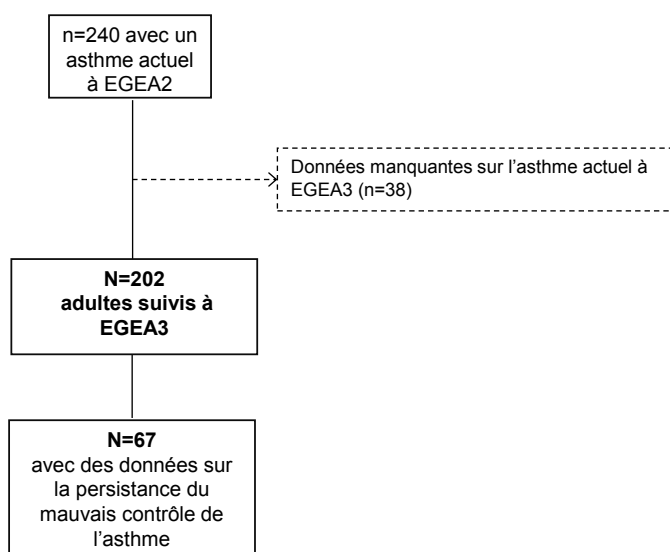 n=240 avec un
asthme actuel
à EGEA2
Données manquantes sur l’asthme actuel à
EGEA3 (n=38)
N=202
adultes suivis à
EGEA3
N=67
avec des données sur
la persistance du
mauvais contrôle de
l’asthme